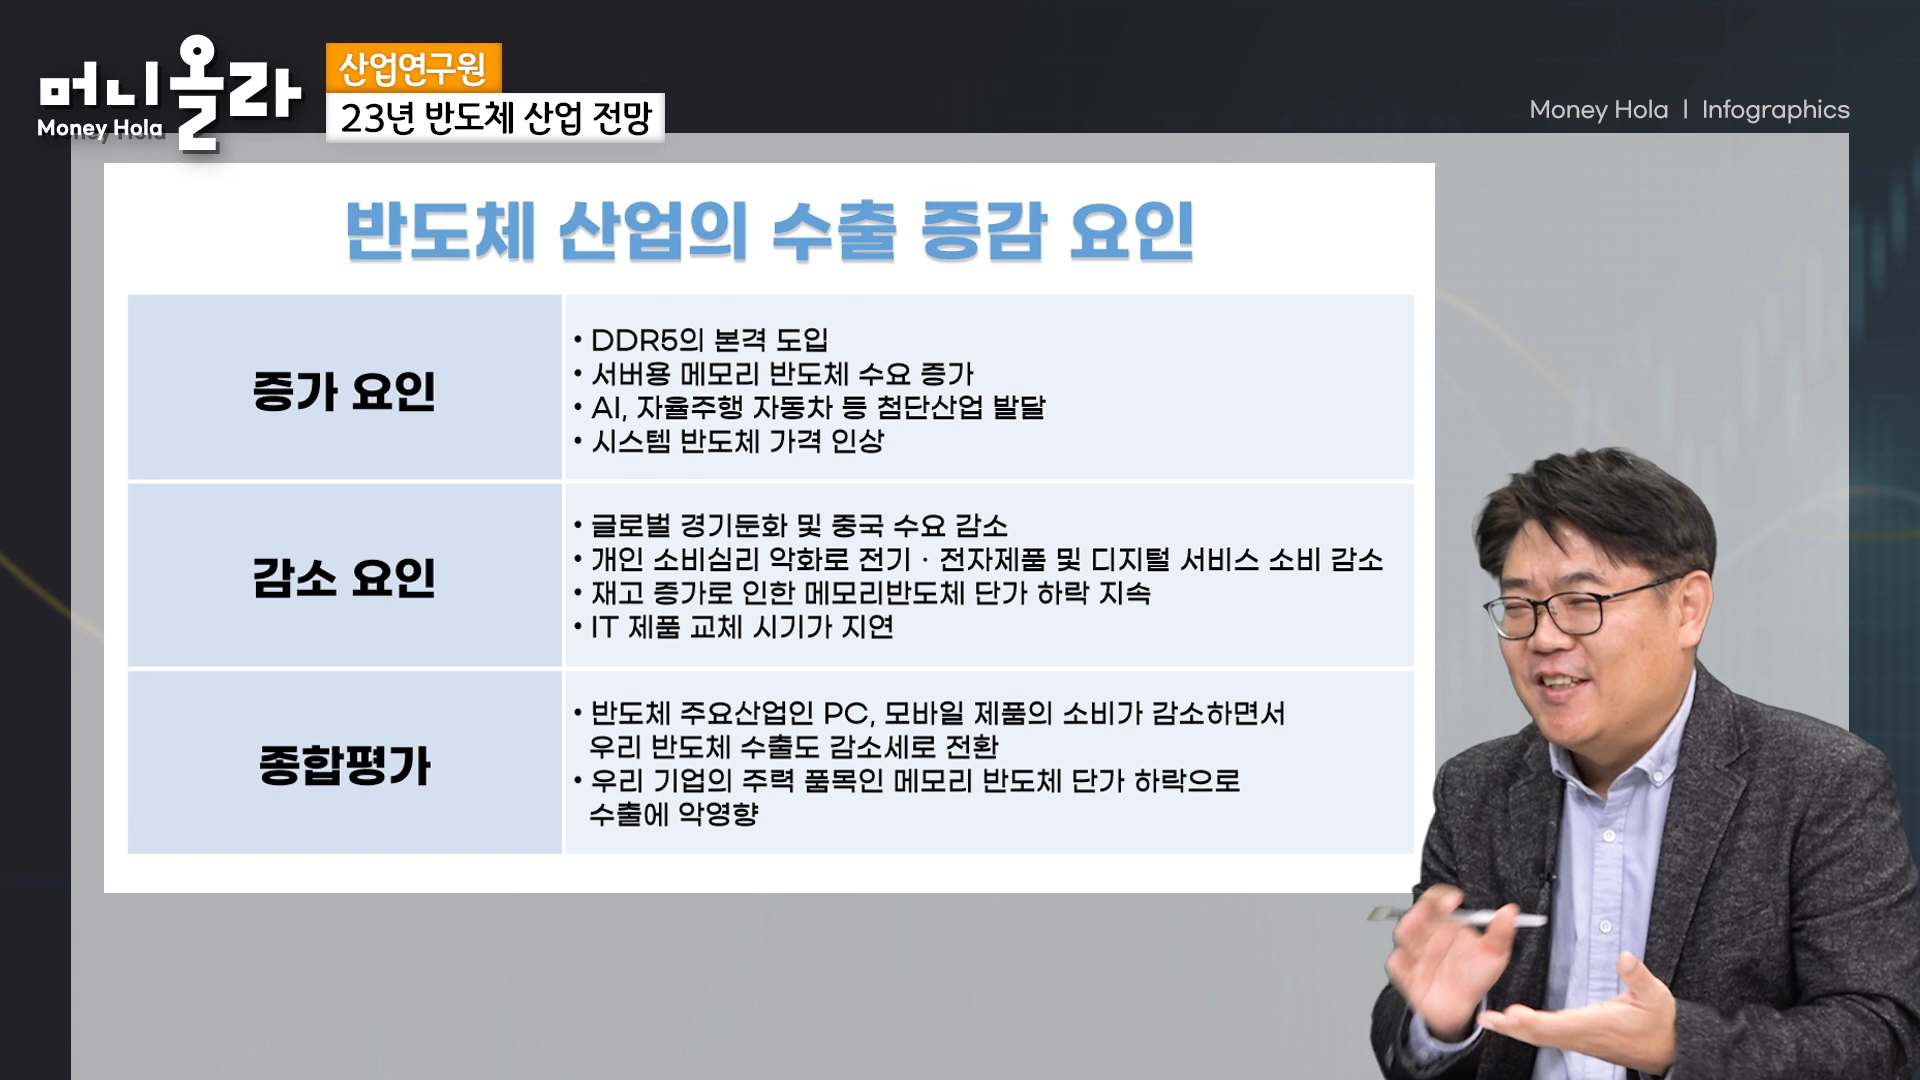 머니올라
Money Hola
산업연구원
23년 반도체 산업 전망
Money Hola | Infographics
반도체 산업의 수출 증감 요인
증가 요인
• DDR5의 본격 도입
• 서버용 메모리 반도체 수요 증가
• AI, 자율주행 자동차 등 첨단산업 발달
• 시스템 반도체 가격 인상
감소 요인
• 글로벌 경기둔화 및 중국 수요 감소
• 개인 소비심리 악화로 전기 · 전자제품 및 디지털 서비스 소비 감소
• 재고 증가로 인한 메모리반도체 단가 하락 지속
• IT 제품 교체 시기가 지연
종합평가
• 반도체 주요산업인 PC, 모바일 제품의 소비가 감소하면서
우리 반도체 수출도 감소세로 전환
• 우리 기업의 주력 품목인 메모리 반도체 단가 하락으로
수출에 악영향